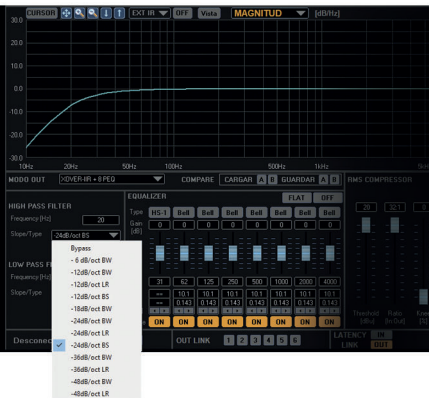 CURSOR EXT IR OFF Vista MAGNITUD [dB/Hz]
30.0
20.0
10.0
0.0
-10.0
-20.0
-30.0
10Hz 20Hz 50Hz 100Hz 500Hz 1kHz
MODO OUT XOVER-IIR + 8 PEQ COMPARE CARGAR A B GUARDAR A B RMS COMPRESSOR
HIGH PASS FILTER
Frequency [Hz] 20
Slope/Type -24dB/oct BS
LOW PASS FI
Frequency [Hz]
Slope/Type
EQUALIZER FLAT OFF
Type HS-1 Bell Bell Bell Bell Bell Bell Bell
Gain [dB] 0 0 0 0 0 0 0 0
31 62 125 250 500 1000 2000 4000
-- 10.1 10.1 10.1 10.1 10.1 10.1 10.1
-- 0.143 0.143 0.143 0.143 0.143 0.143 0.143
ON ON ON ON ON ON ON ON
20 32:1
Threshold [dBu] Ratio [In:Out] Knee [%]
Bypass
- 6 dB/oct BW
-12dB/oct BW
-12dB/oct LR
-12dB/oct BS
-18dB/oct BW
-24dB/oct BW
-24dB/oct LR
-24dB/oct BS
-36dB/oct BW
-36dB/oct LR
-48dB/oct BW
-48dB/oct LR
Desconec OUT LINK 1 2 3 4 5 6
LATENCY IN
LINK OUT